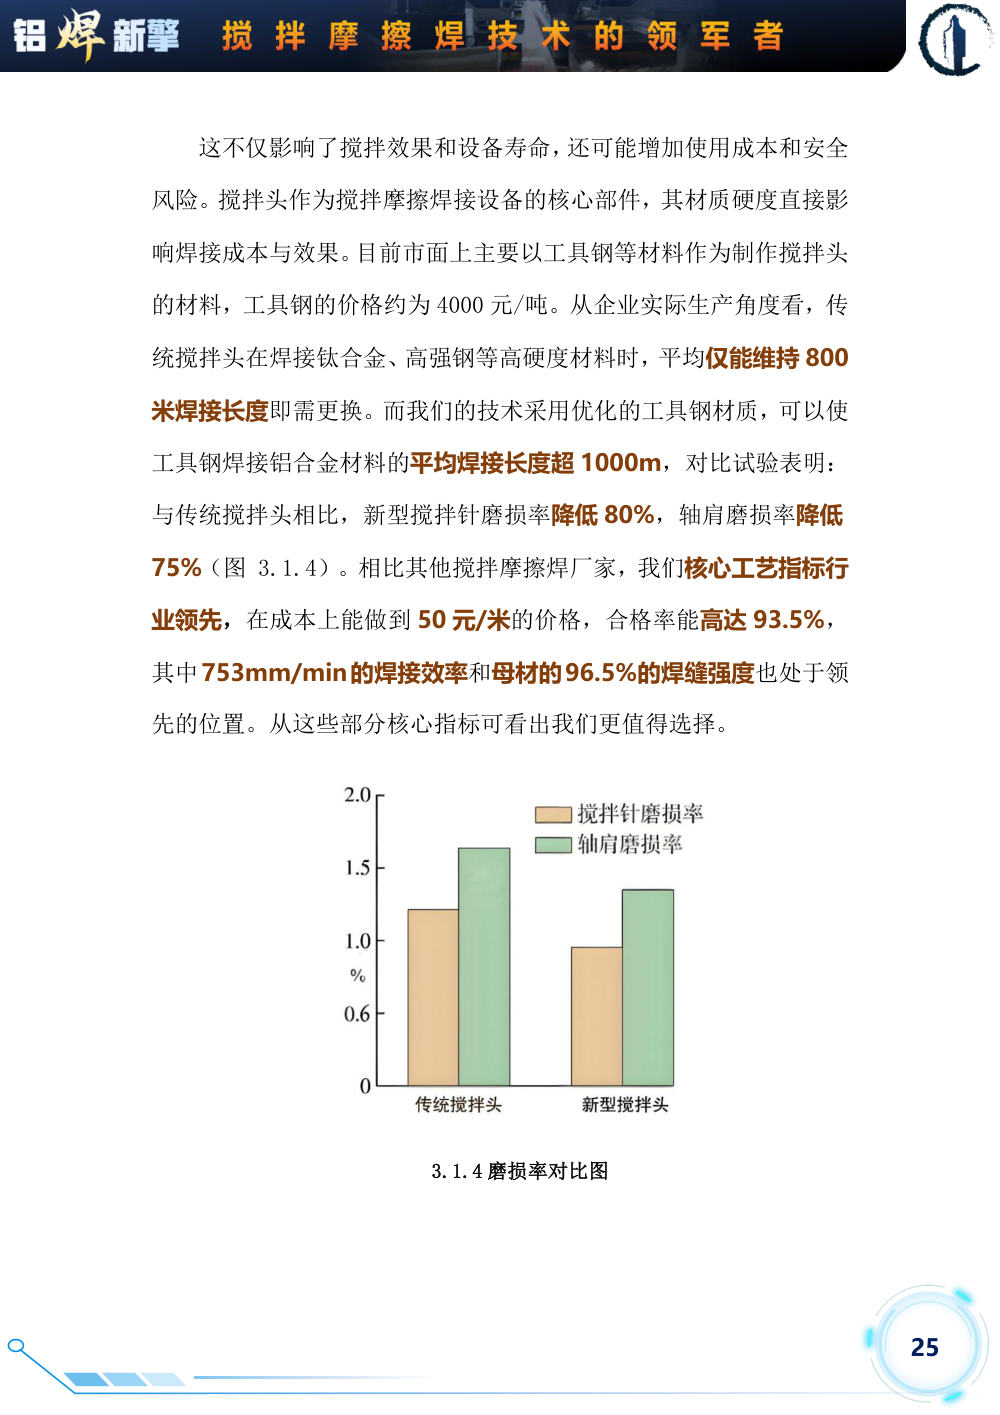 铝焊新擎 搅拌摩擦焊技术的领军者
这不仅影响了搅拌效果和设备寿命，还可能增加使用成本和安全
风险。搅拌头作为搅拌摩擦焊接设备的核心部件，其材质硬度直接影
响焊接成本与效果。目前市面上主要以工具钢等材料作为制作搅拌头
的材料，工具钢的价格约为 4000 元/吨。从企业实际生产角度看，传
统搅拌头在焊接钛合金、高强钢等高硬度材料时，平均仅能维持 800
米焊接长度即需更换。而我们的技术采用优化的工具钢材质，可以使
工具钢焊接铝合金材料的平均焊接长度超 1000m，对比试验表明：
与传统搅拌头相比，新型搅拌针磨损率降低 80%，轴肩磨损率降低
75%（图 3.1.4）。相比其他搅拌摩擦焊厂家，我们核心工艺指标行
业领先，在成本上能做到 50 元/米的价格，合格率能高达 93.5%，
其中 753mm/min 的焊接效率和母材的 96.5%的焊缝强度也处于领
先的位置。从这些部分核心指标可看出我们更值得选择。
2.0
搅拌针磨损率
轴肩磨损率
1.5
1.0
%
0.6
0
传统搅拌头 新型搅拌头
3.1.4 磨损率对比图
25